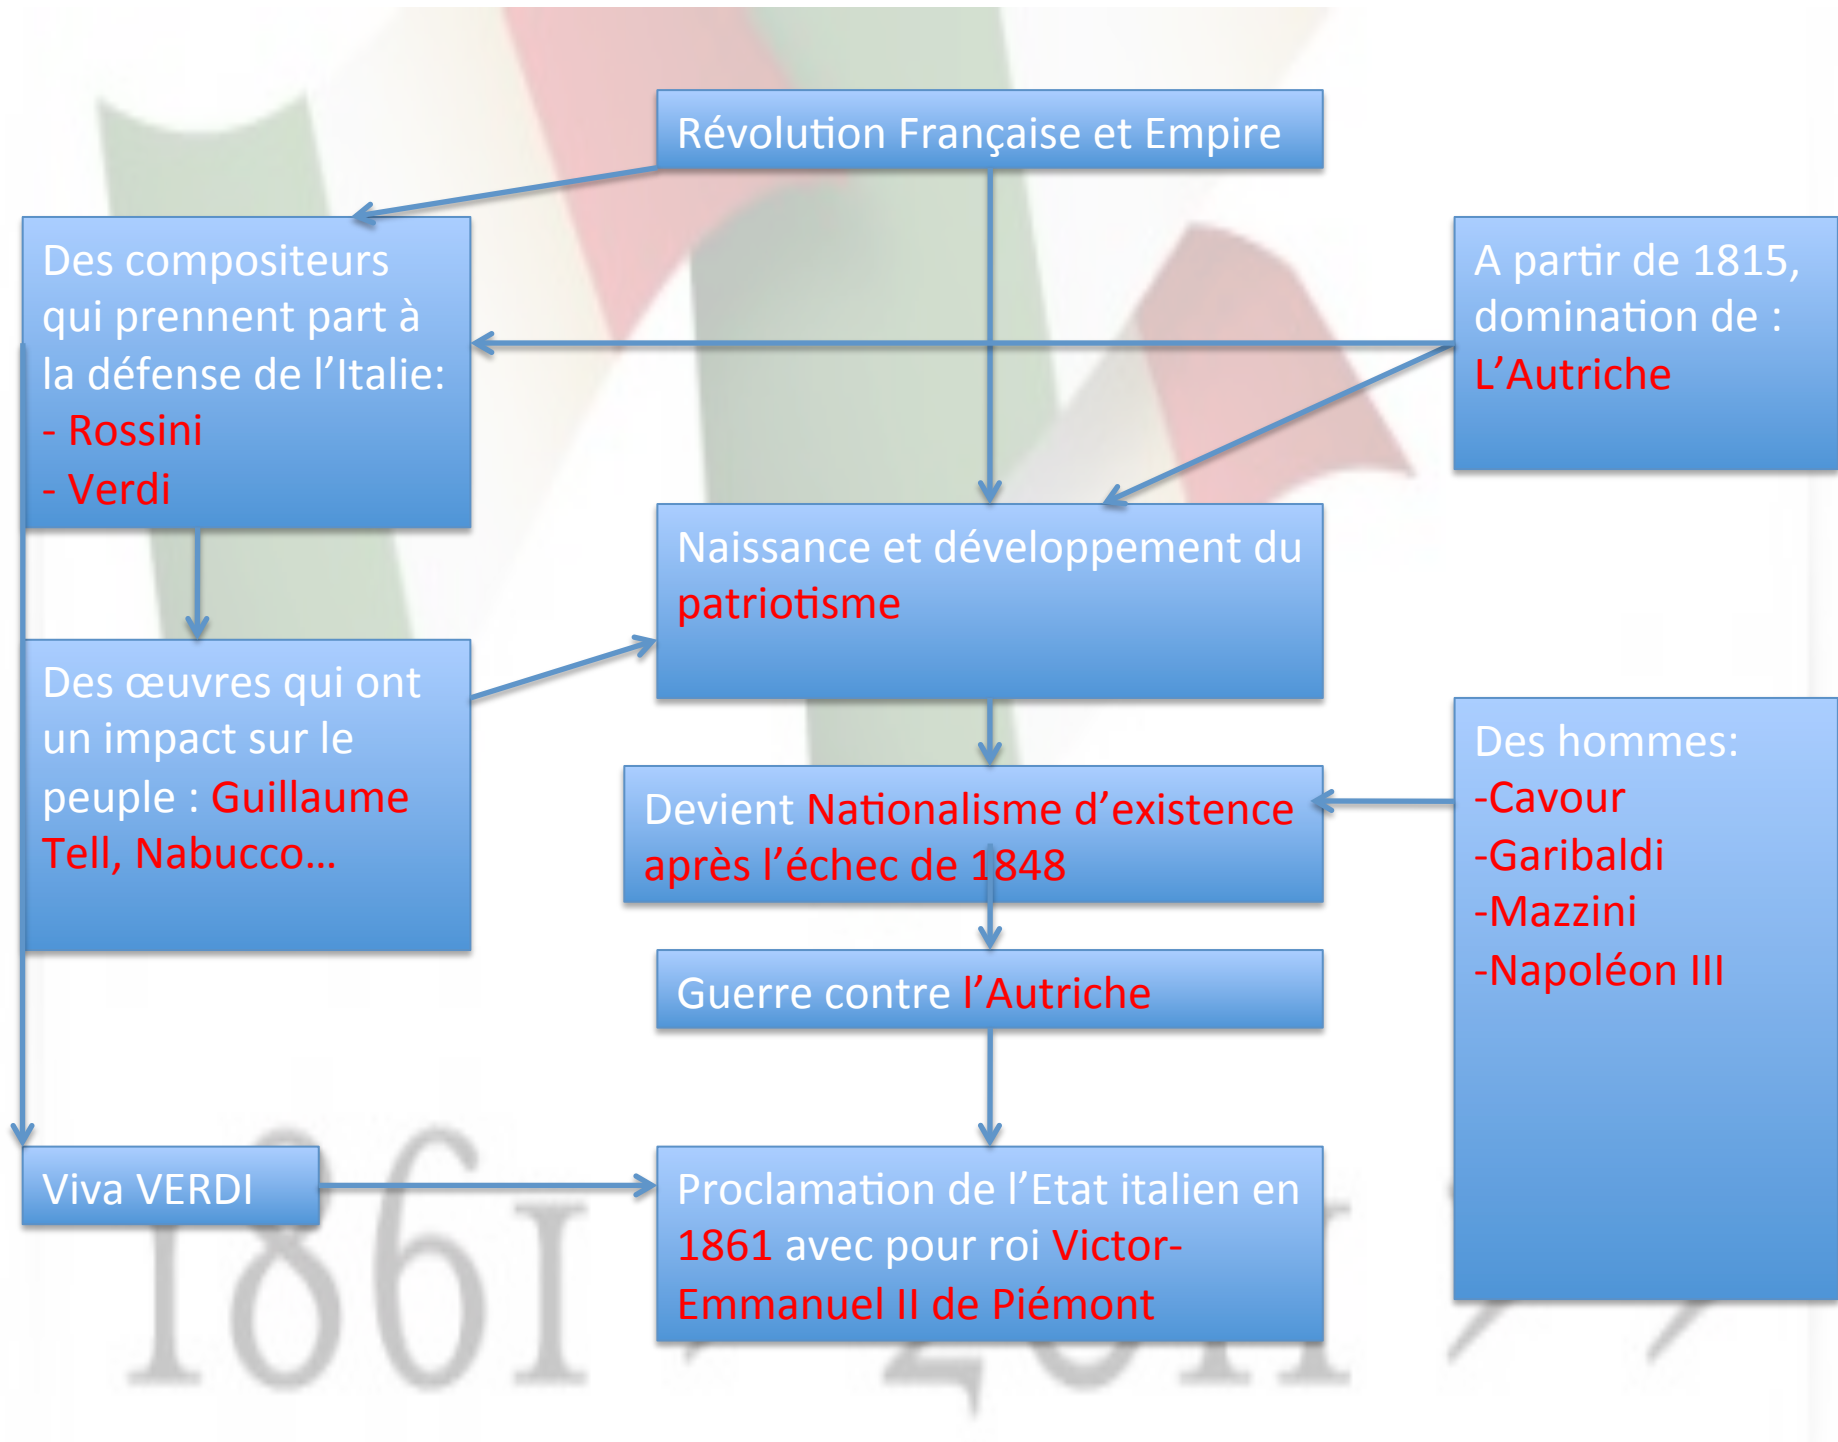 Révolution Française et Empire
Des compositeurs
qui prennent part à
la défense de l’Italie:
- Rossini
- Verdi
A partir de 1815,
domination de :
L’Autriche
Naissance et développement du
patriotisme
Des œuvres qui ont
un impact sur le
peuple : Guillaume
Tell, Nabucco…
Devient Nationalisme d’existence
après l’échec de 1848
Des hommes:
-Cavour
-Garibaldi
-Mazzini
-Napoléon III
Guerre contre l’Autriche
Viva VERDI
Proclamation de l’Etat italien en
1861 avec pour roi Victor-
Emmanuel II de Piémont
1861 > 2011 > >